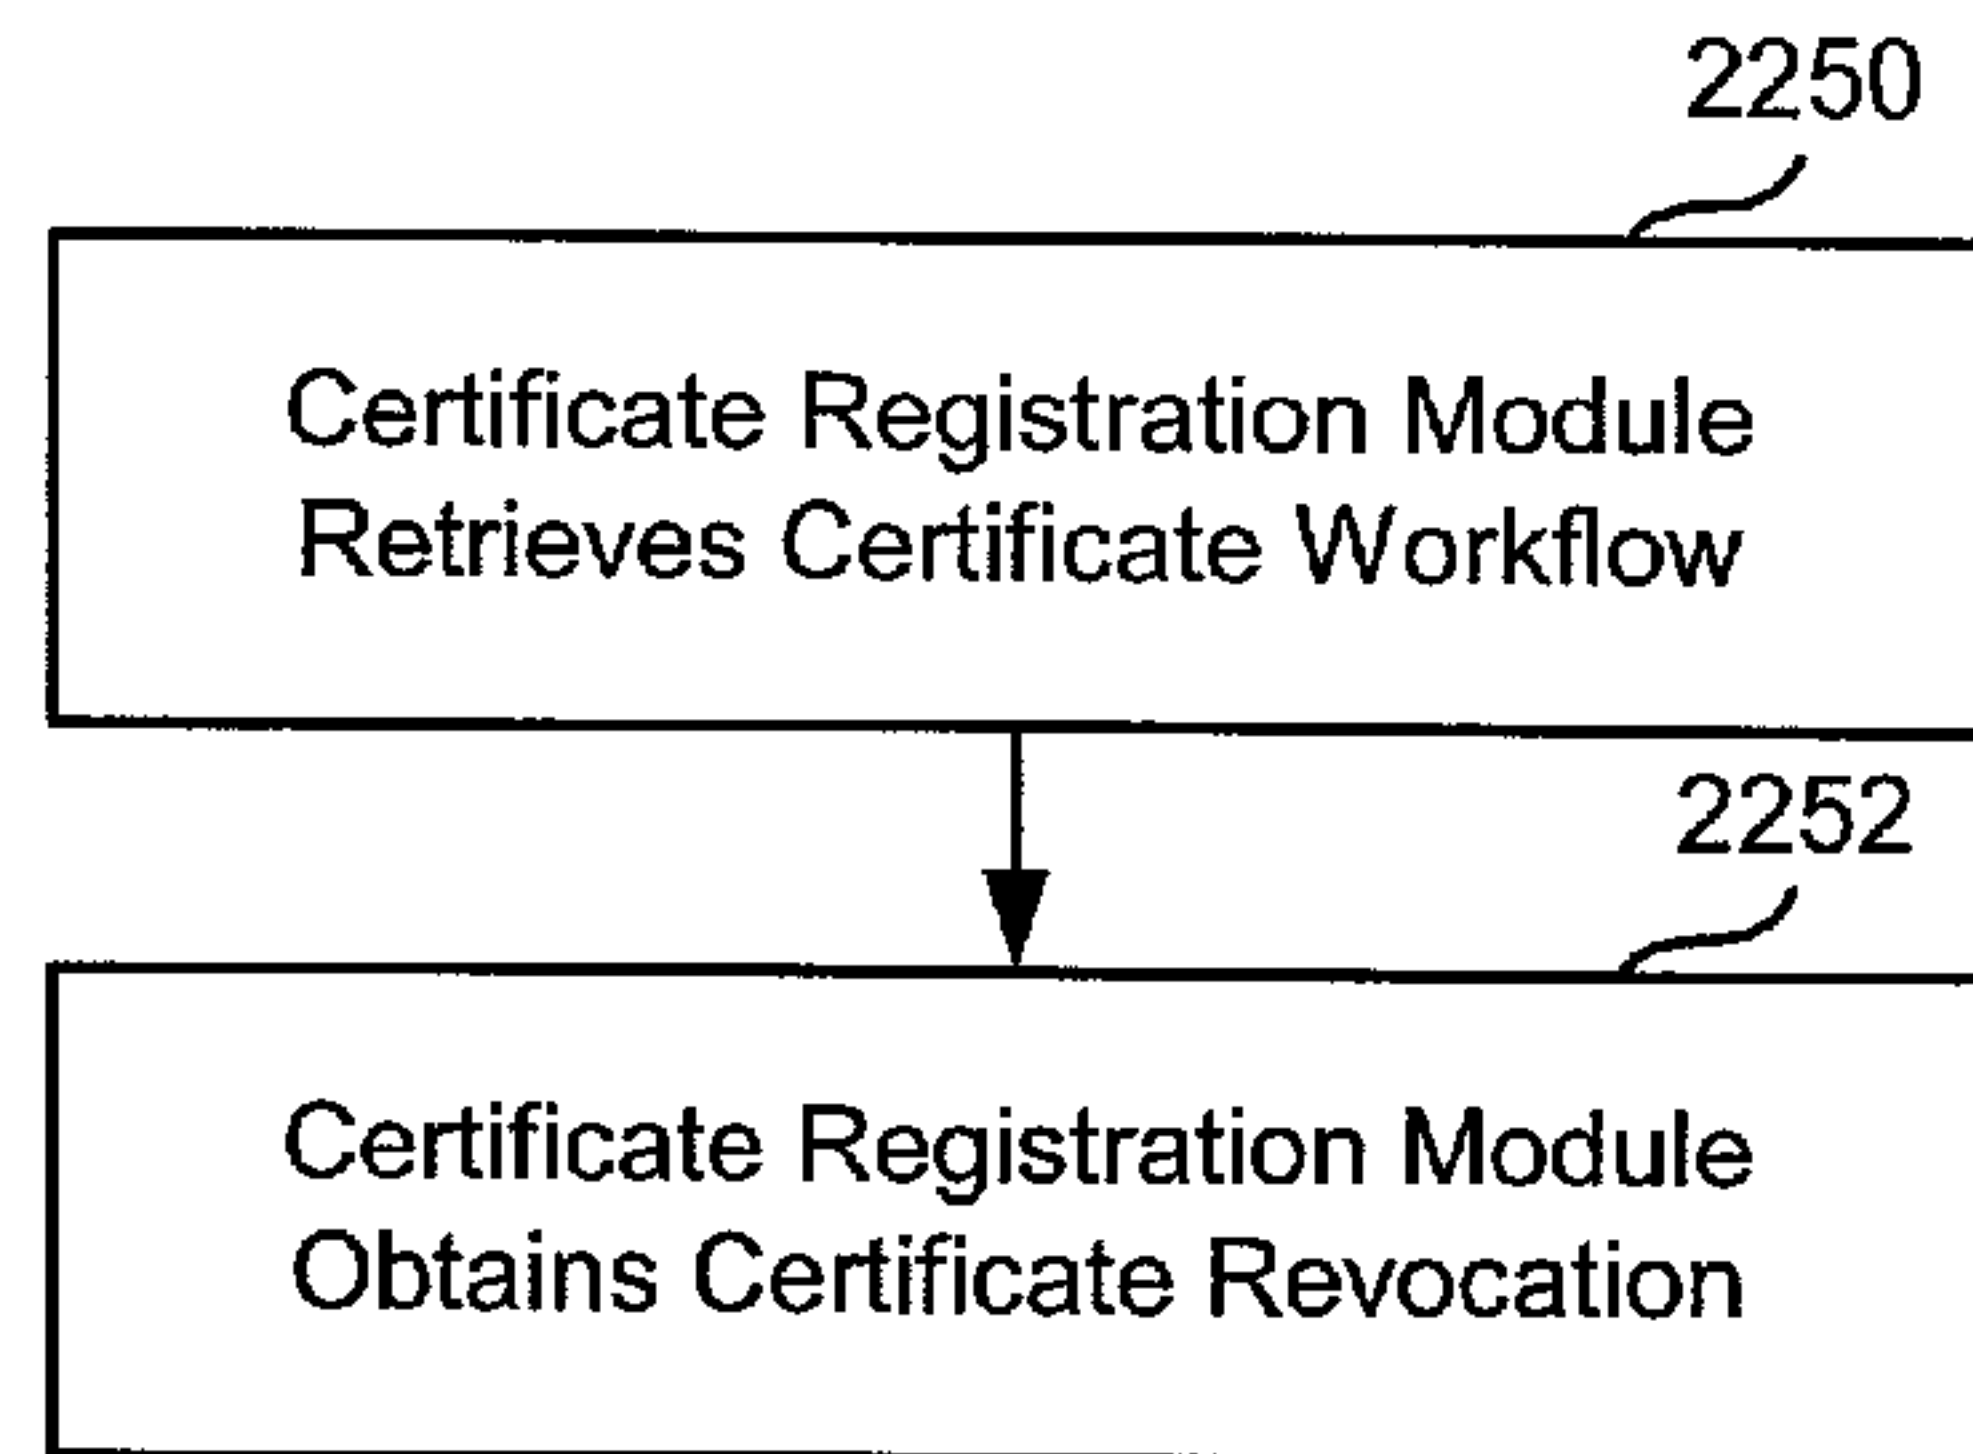 2250
Certificate Registration Module
Retrieves Certificate Workflow
2252
Certificate Registration Module
Obtains Certificate Revocation